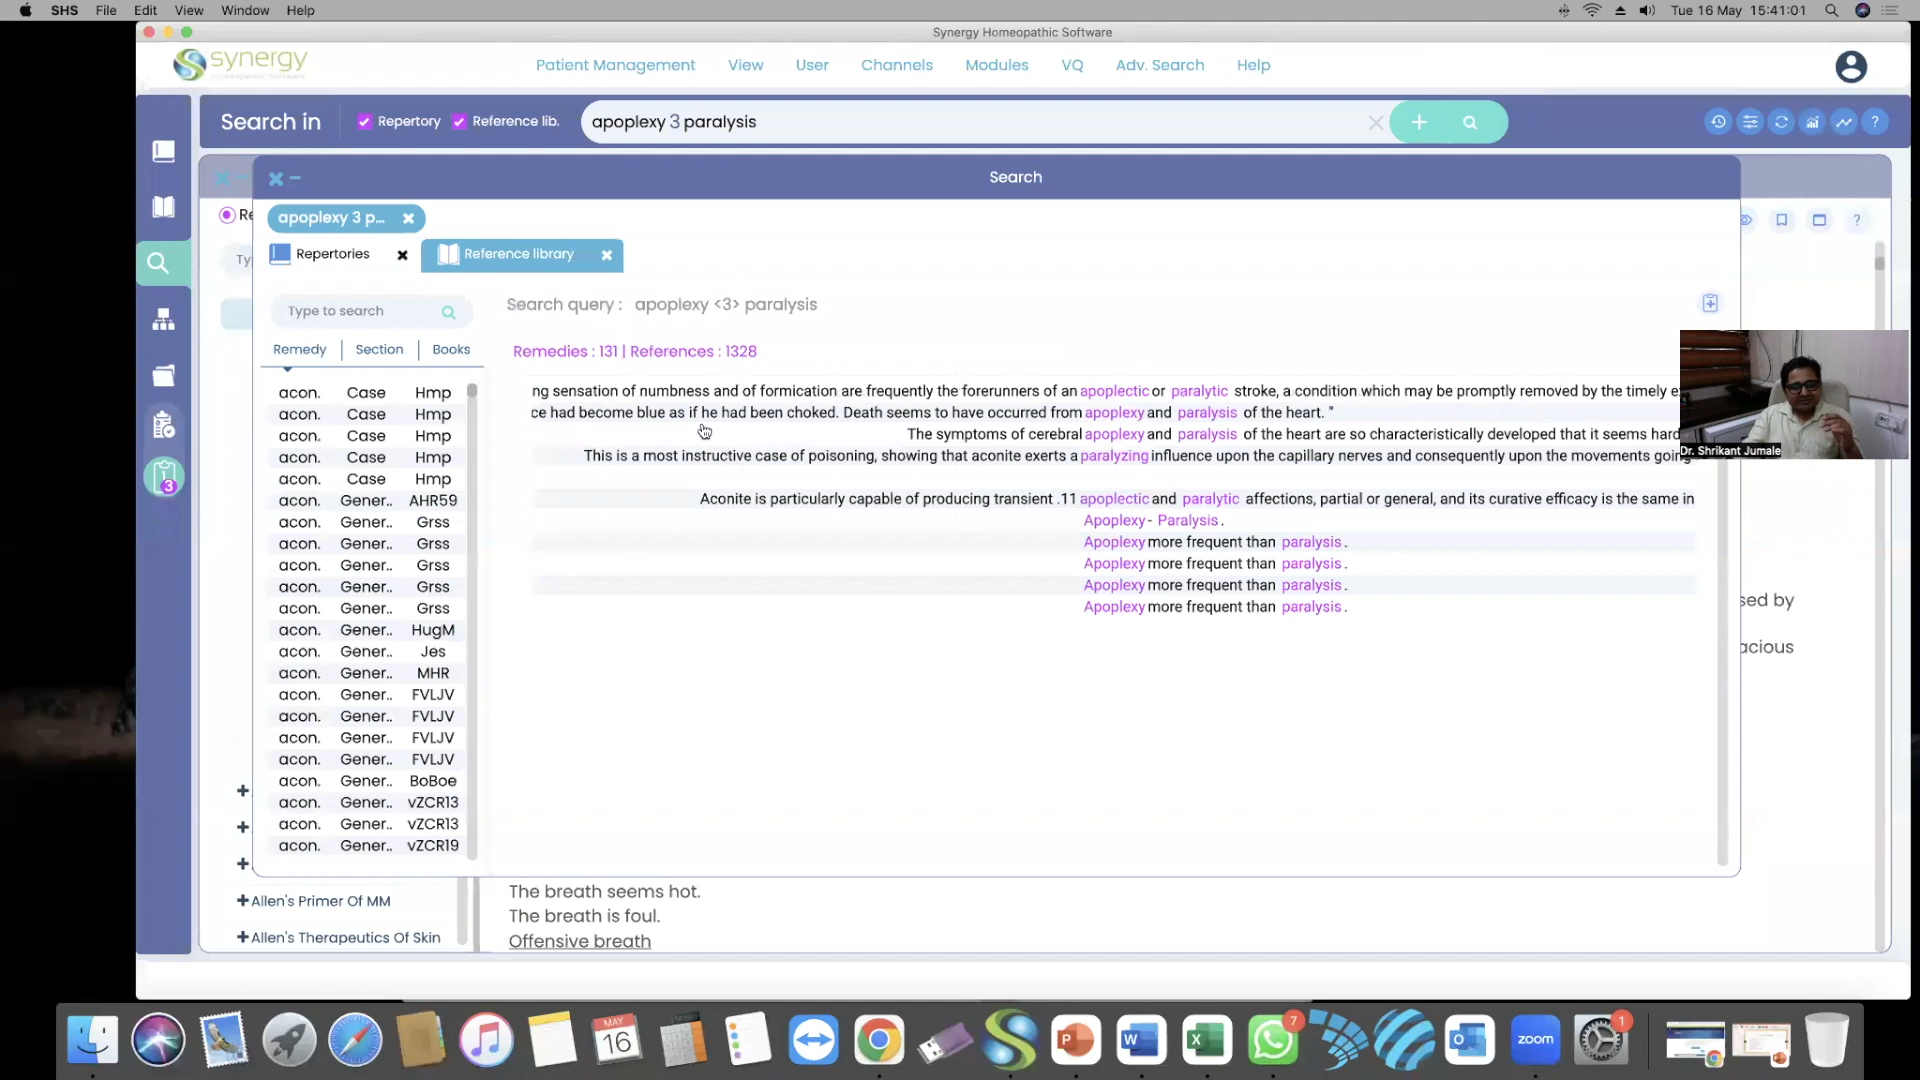 SHS File Edit View Window Help Tue 16 May 15:41:01
Synergy Homeopathic Software
synergy
Patient Management View User Channels Modules VQ Adv. Search Help
Search in Repertory Reference lib. apoplexy 3 paralysis
Search
Re
apoplexy 3 p...
Repertories Reference library
Ty
Type to search
Search query : apoplexy <3> paralysis
Remedy Section Books
Remedies : 131 | References : 1328
acon. Case Hmp ng sensation of numbness and of formication are frequently the forerunners of an apoplectic or paralytic stroke, a condition which may be promptly removed by the timely e
acon. Case Hmp ce had become blue as if he had been choked. Death seems to have occurred from apoplexy and paralysis of the heart. "
acon. Case Hmp The symptoms of cerebral apoplexy and paralysis of the heart are so characteristically developed that it seems hard
acon. Case Hmp This is a most instructive case of poisoning, showing that aconite exerts a paralyzing influence upon the capillary nerves and consequently upon the movements going
acon. Case Hmp
acon. Gener.. AHR59 Aconite is particularly capable of producing transient .11 apoplectic and paralytic affections, partial or general, and its curative efficacy is the same in
acon. Gener.. Grss Apoplexy - Paralysis .
acon. Gener.. Grss Apoplexy more frequent than paralysis .
acon. Gener.. Grss Apoplexy more frequent than paralysis .
acon. Gener.. Grss Apoplexy more frequent than paralysis .
acon. Gener.. Grss Apoplexy more frequent than paralysis .
acon. Gener.. HugM
acon. Gener.. Jes
acon. Gener.. MHR
acon. Gener.. FVLJV
acon. Gener.. FVLJV
acon. Gener.. FVLJV
acon. Gener.. FVLJV
acon. Gener.. BoBoe
acon. Gener.. vZCR13
acon. Gener.. vZCR13
acon. Gener.. vZCR19
Dr. Shrikant Jumale
sed by
acious
3
The breath seems hot.
Allen's Primer Of MM
The breath is foul.
Allen's Therapeutics Of Skin
Offensive breath
MAY
16
7
zoom
1